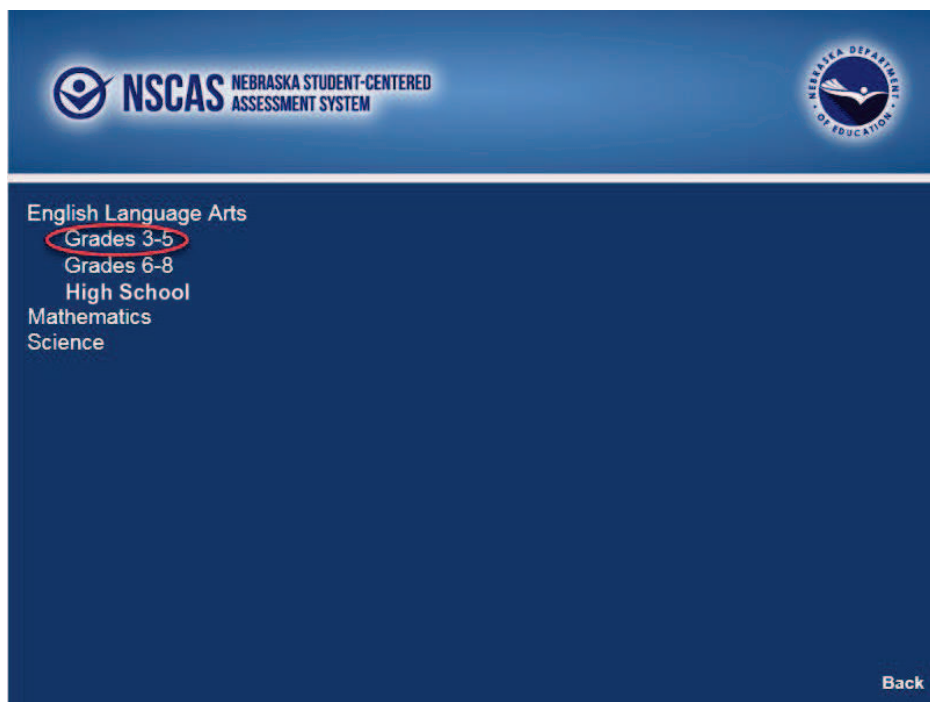 NSCAS NEBRASKA STUDENT-CENTERED
ASSESSMENT SYSTEM
NEBRASKA DEPARTMENT
OF EDUCATION
English Language Arts
Grades 3-5
Grades 6-8
High School
Mathematics
Science
Back